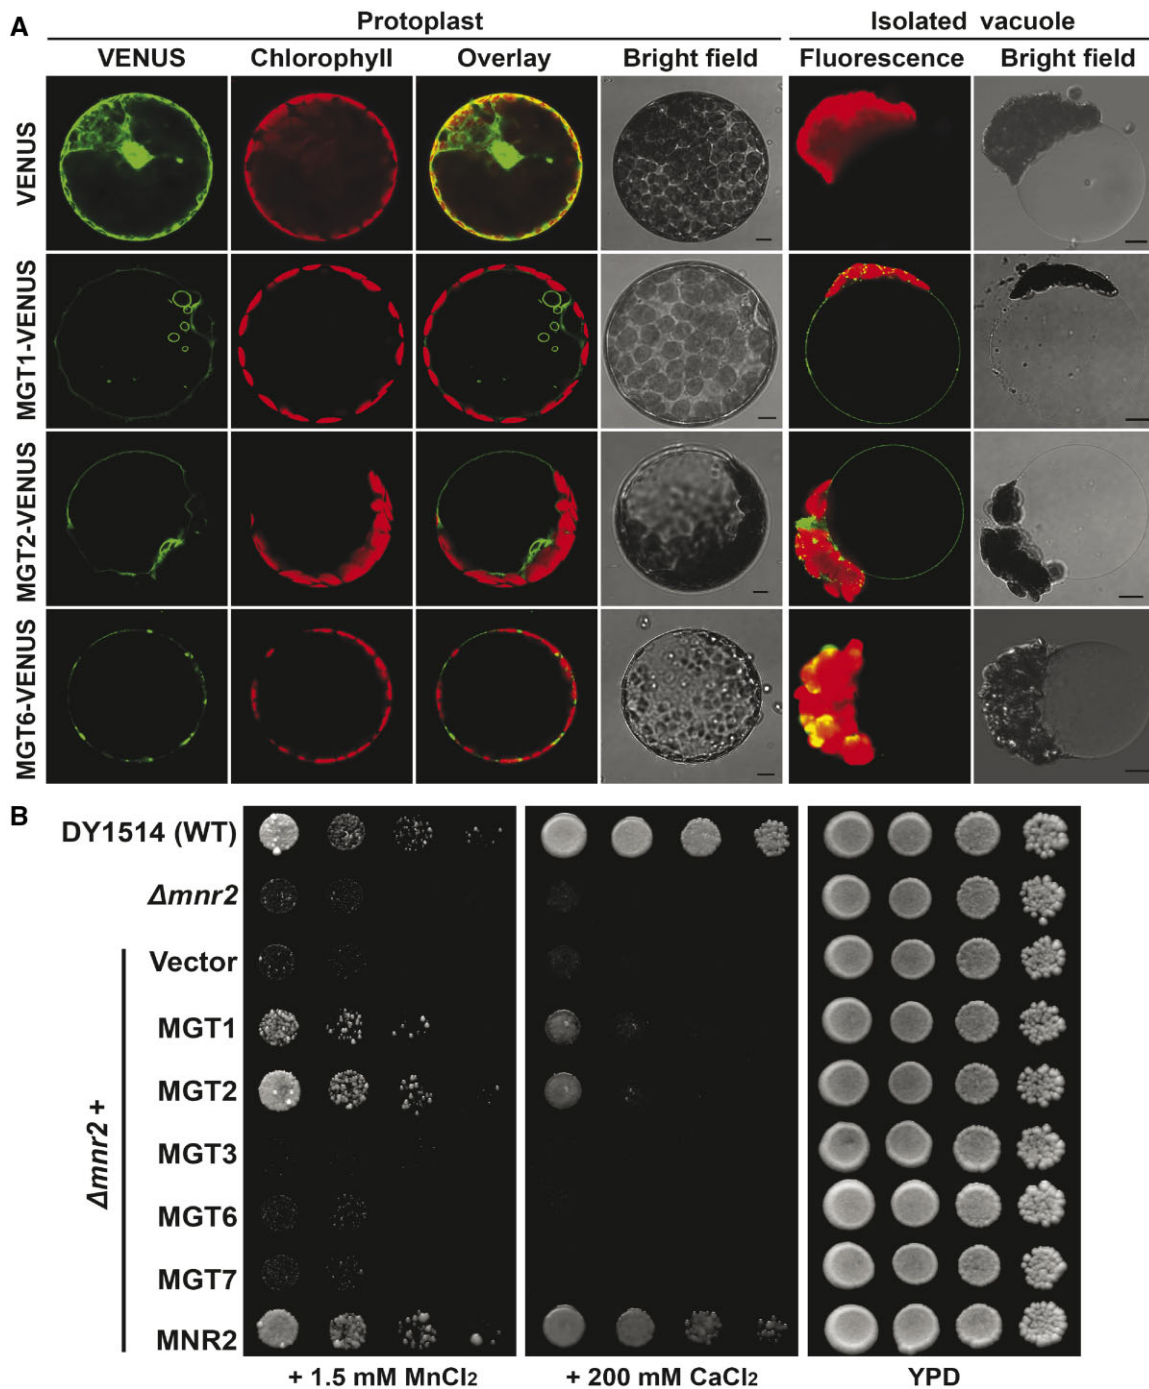 A
Protoplast
Isolated vacuole
VENUS
Chlorophyll
Overlay
Bright field
Fluorescence
Bright field
VENUS
MGT1-VENUS
MGT2-VENUS
MGT6-VENUS
B
DY1514 (WT)
Δmnr2
Δmnr2 +
Vector
MGT1
MGT2
MGT3
MGT6
MGT7
MNR2
+ 1.5 mM MnCl₂
+ 200 mM CaCl₂
YPD